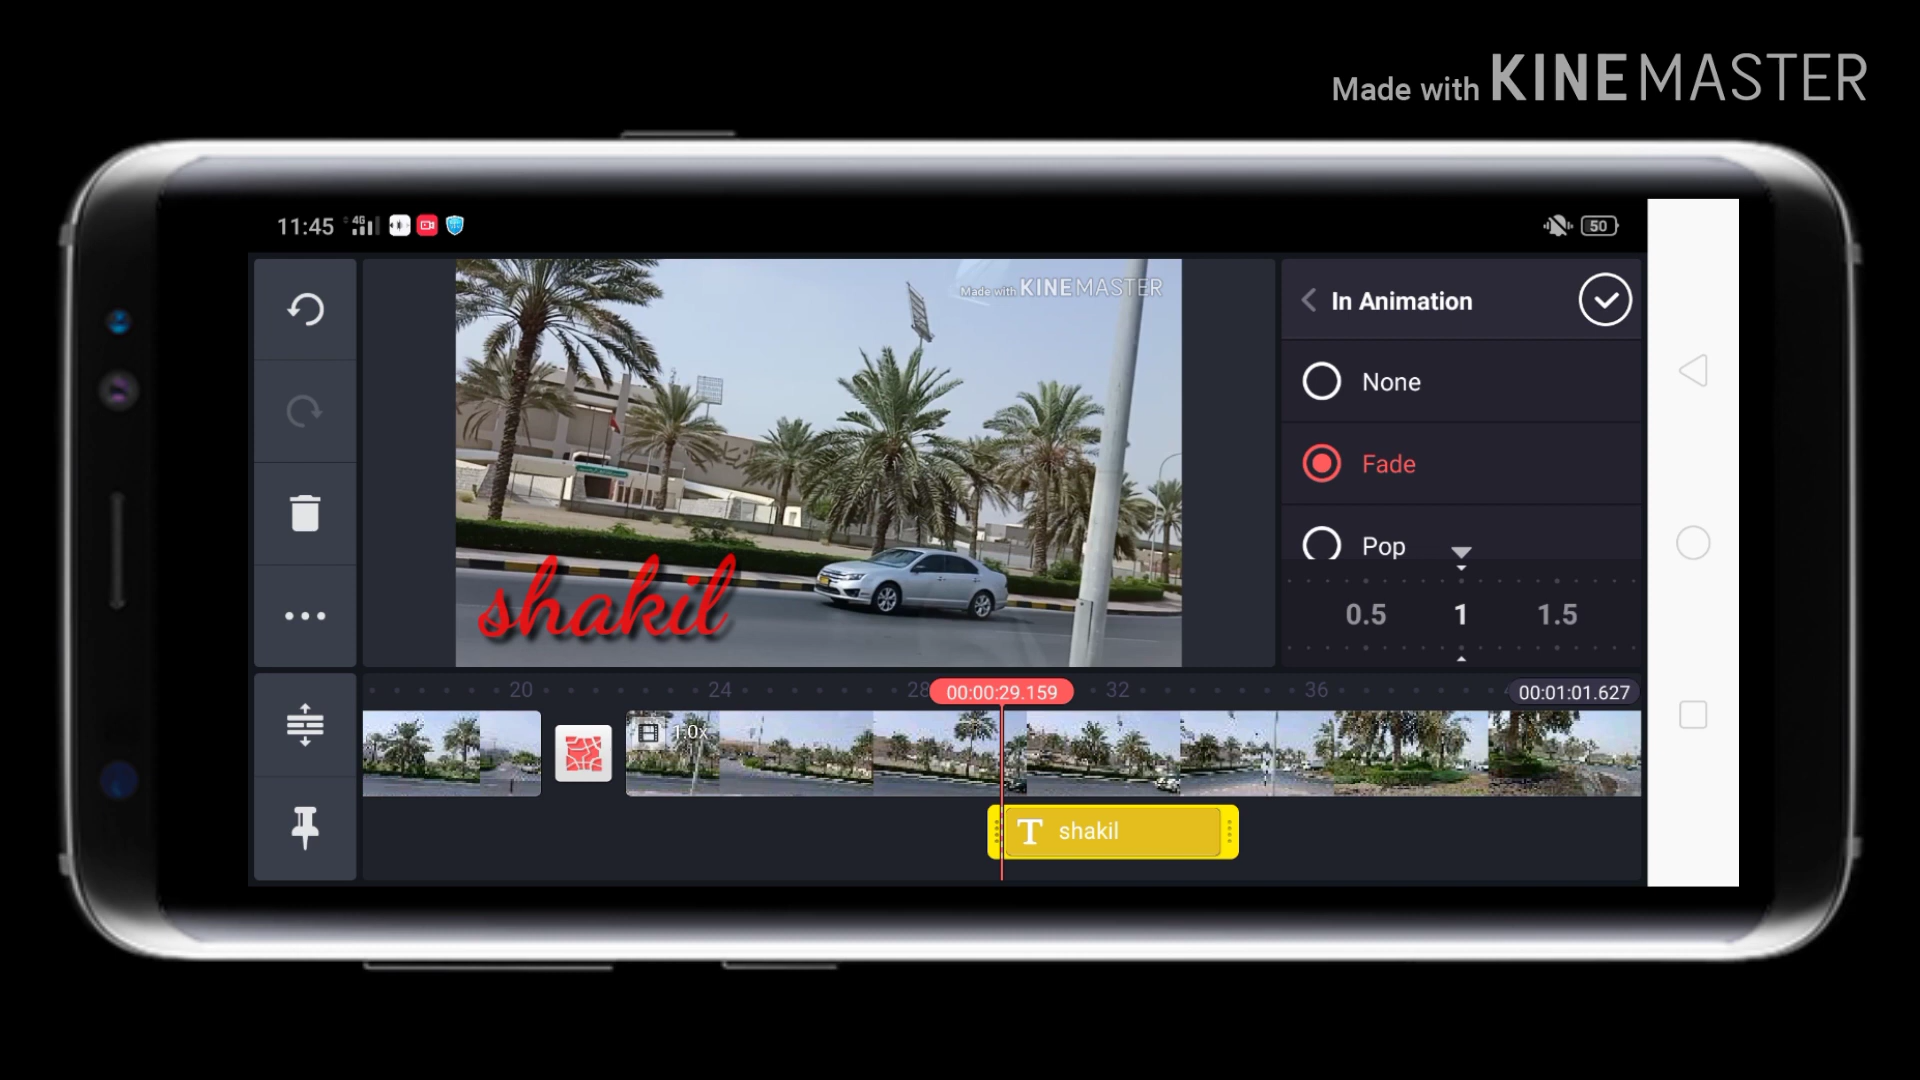 Made with KINEMASTER
11:45 4G
50
Made with KINEMASTER
In Animation
None
Fade
Pop
shakil
0.5 1 1.5
20 24 28 00:00:29.159 32 36 00:01:01.627
1.0x
T shakil